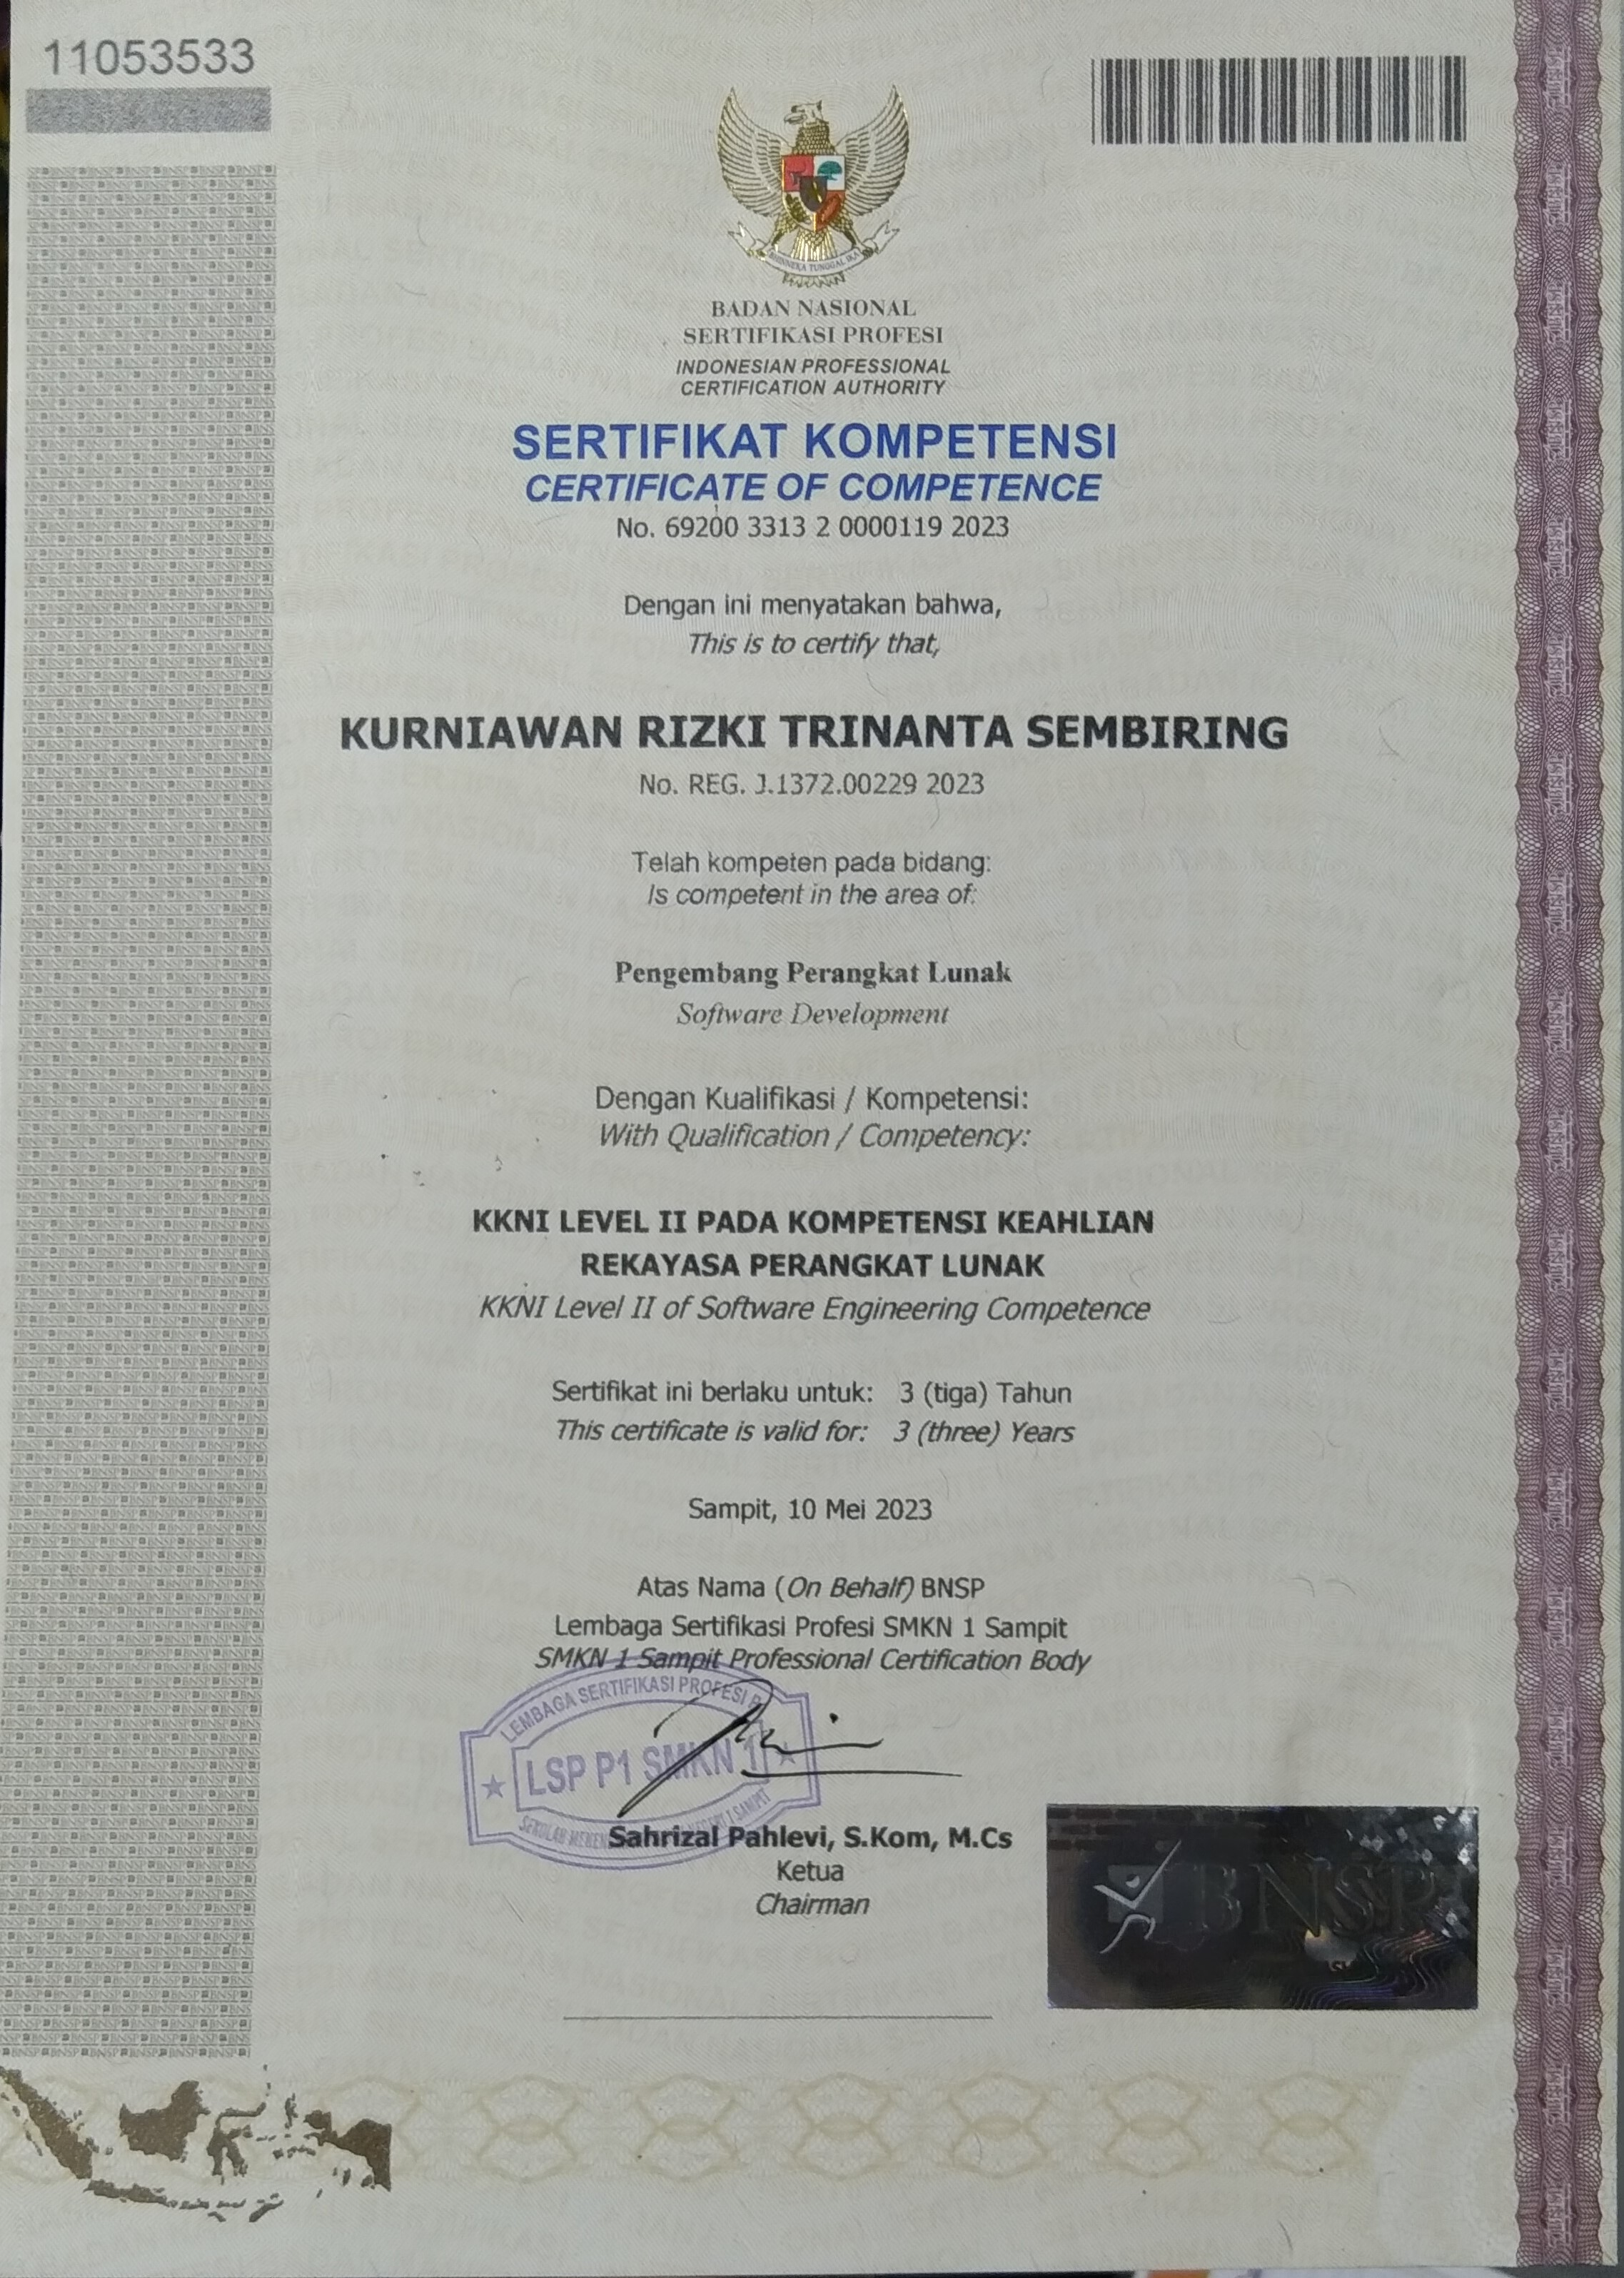 11053533
BHINNEKA TUNGGAL IKA
BADAN NASIONAL
SERTIFIKASI PROFESI
INDONESIAN PROFESSIONAL
CERTIFICATION AUTHORITY
SERTIFIKAT KOMPETENSI
CERTIFICATE OF COMPETENCE
No. 69200 3313 2 0000119 2023
Dengan ini menyatakan bahwa,
This is to certify that,
KURNIAWAN RIZKI TRINANTA SEMBIRING
No. REG. J.1372.00229 2023
Telah kompeten pada bidang:
Is competent in the area of:
Pengembang Perangkat Lunak
Software Development
Dengan Kualifikasi / Kompetensi:
With Qualification / Competency:
KKNI LEVEL II PADA KOMPETENSI KEAHLIAN
REKAYASA PERANGKAT LUNAK
KKNI Level II of Software Engineering Competence
Sertifikat ini berlaku untuk: 3 (tiga) Tahun
This certificate is valid for: 3 (three) Years
Sampit, 10 Mei 2023
Atas Nama (On Behalf) BNSP
Lembaga Sertifikasi Profesi SMKN 1 Sampit
SMKN 1 Sampit Professional Certification Body
LEMBAGA SERTIFIKASI PROFESI
LSP P1 SMKN 1
SEKOLAH 1 SAMPIT
Sahrizal Pahlevi, S.Kom, M.Cs
Ketua
Chairman
BNSP